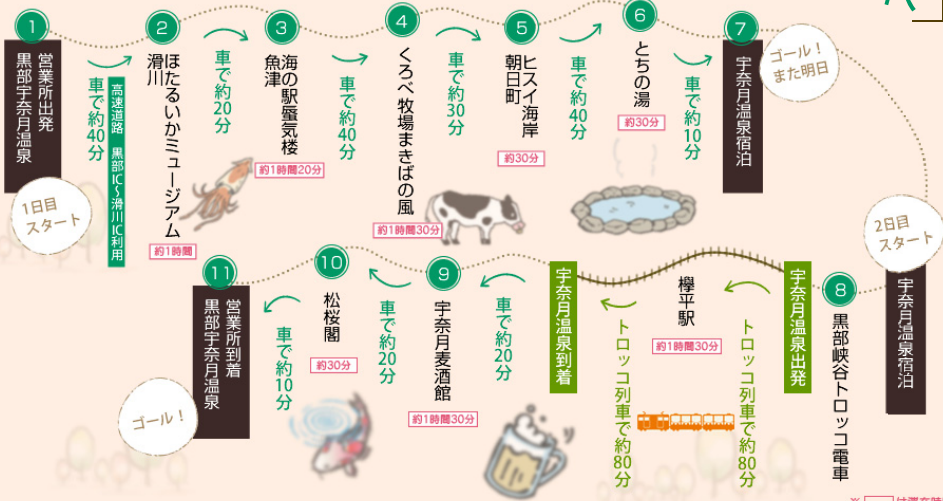 1
営業所出発
黒部宇奈月温泉
1日目
スタート
車で約40分
高速道路 黒部IC〜滑川IC利用
2
ほたるいかミュージアム
滑川
約1時間
車で約20分
3
海の駅蜃気楼
魚津
約1時間20分
車で約40分
4
くろべ牧場まきばの風
約1時間30分
車で約30分
5
ヒスイ海岸
朝日町
約30分
車で約40分
6
とちの湯
約30分
車で約10分
7
宇奈月温泉宿泊
ゴール!
また明日
2日目
スタート
宇奈月温泉宿泊
8
黒部峡谷トロッコ電車
宇奈月温泉出発
トロッコ列車で約80分
欅平駅
約1時間30分
トロッコ列車で約80分
宇奈月温泉到着
車で約20分
9
宇奈月麦酒館
約1時間30分
車で約20分
10
松桜閣
約30分
車で約10分
11
営業所到着
黒部宇奈月温泉
ゴール!